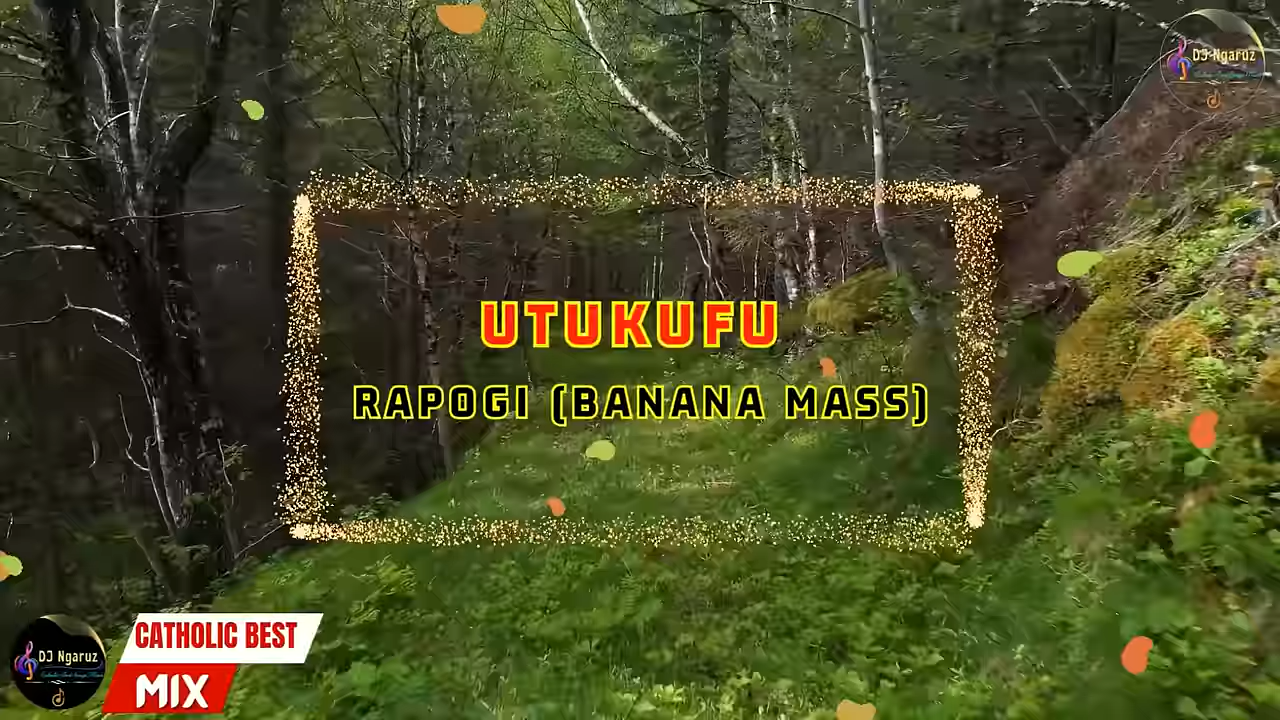 DJ Ngaruz
UTUKUFU
RAPOGI (BANANA MASS)
CATHOLIC BEST
MIX
DJ Ngaruz